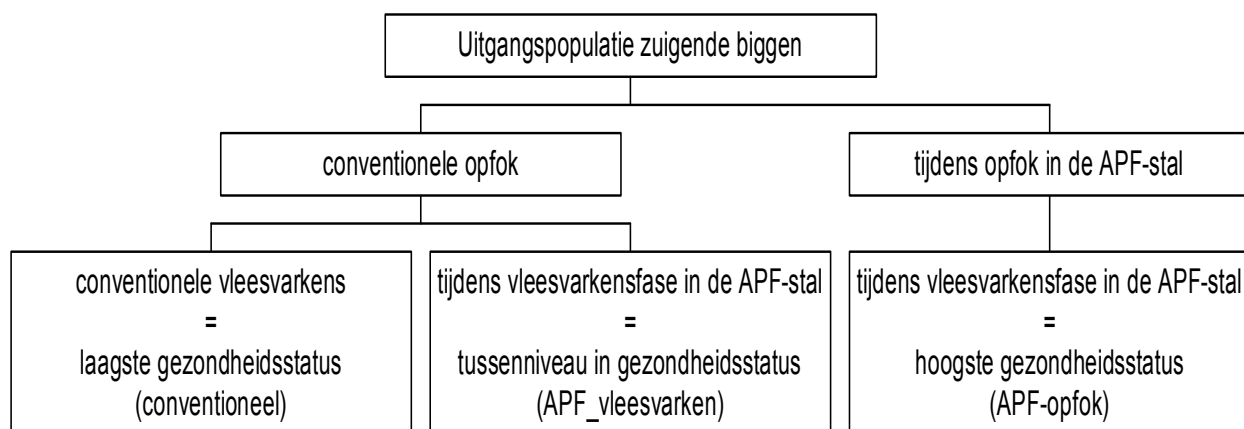 Uitgangspopulatie zuigende biggen
conventionele opfok
tijdens opfok in de APF-stal
conventionele vleesvarkens
=
laagste gezondheidsstatus
(conventioneel)
tijdens vleesvarkensfase in de APF-stal
=
tussenniveau in gezondheidsstatus
(APF_vleesvarken)
tijdens vleesvarkensfase in de APF-stal
=
hoogste gezondheidsstatus
(APF-opfok)